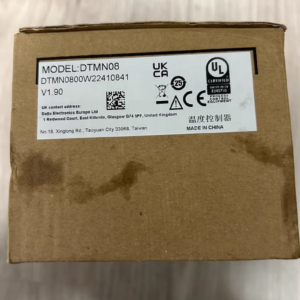 MODEL:DTMN08
DTMN0800W22410841
V1.90
UK contact address:
Delta Electronics Europe Ltd
1 Redwood Court, East Kilbride, Glasgow G74 5PF, United Kingdom
No.18, Xinglong Rd., Taoyuan City 33068, Taiwan
UK
CA
UL
LISTED
温度控制器
MADE IN CHINA